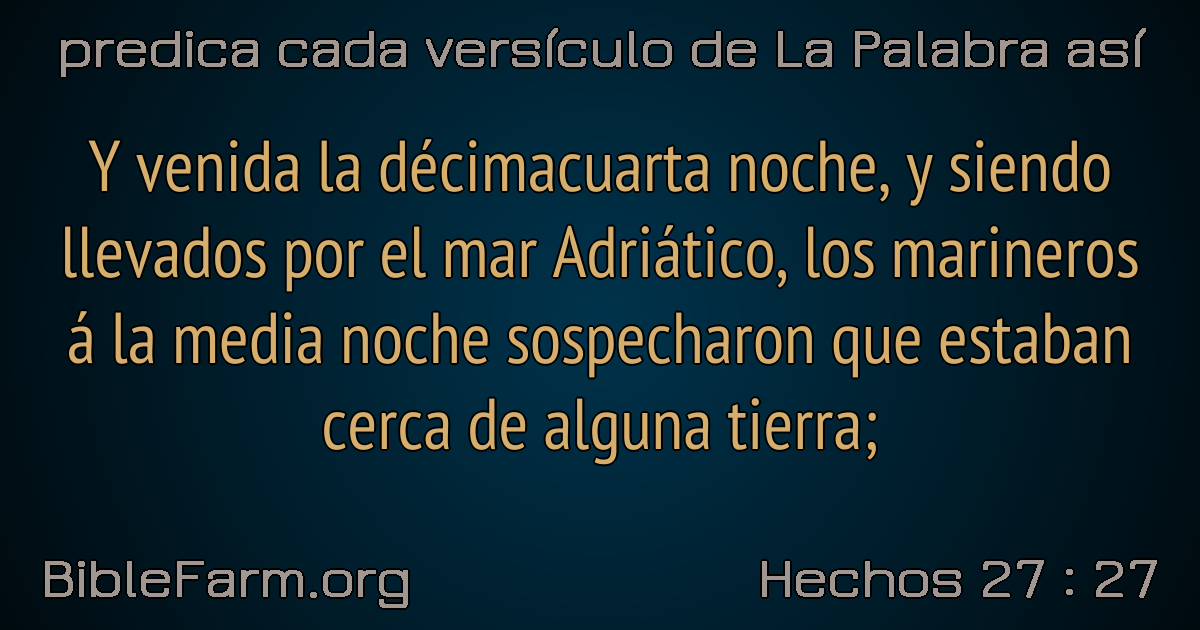 predica cada versículo de La Palabra así
Y venida la décimacuarta noche, y siendo
llevados por el mar Adriático, los marineros
á la media noche sospecharon que estaban
cerca de alguna tierra;
BibleFarm.org
Hechos 27 : 27